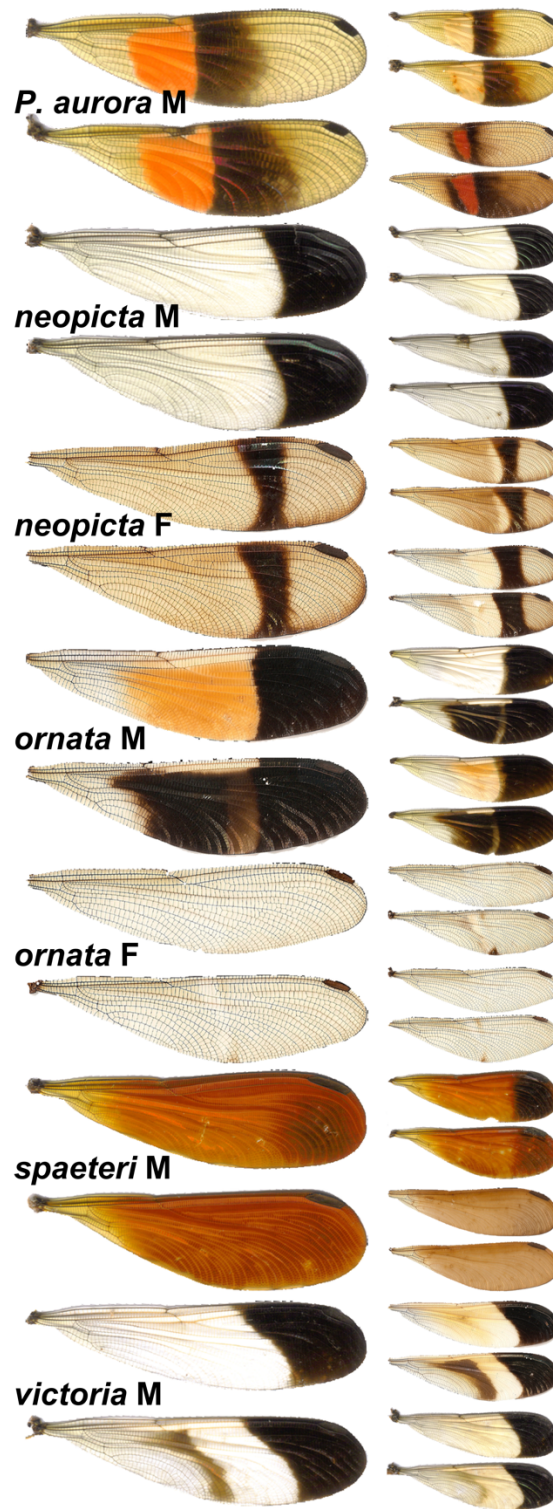 P. aurora M
neopicta M
neopicta F
ornata M
ornata F
spaeteri M
victoria M